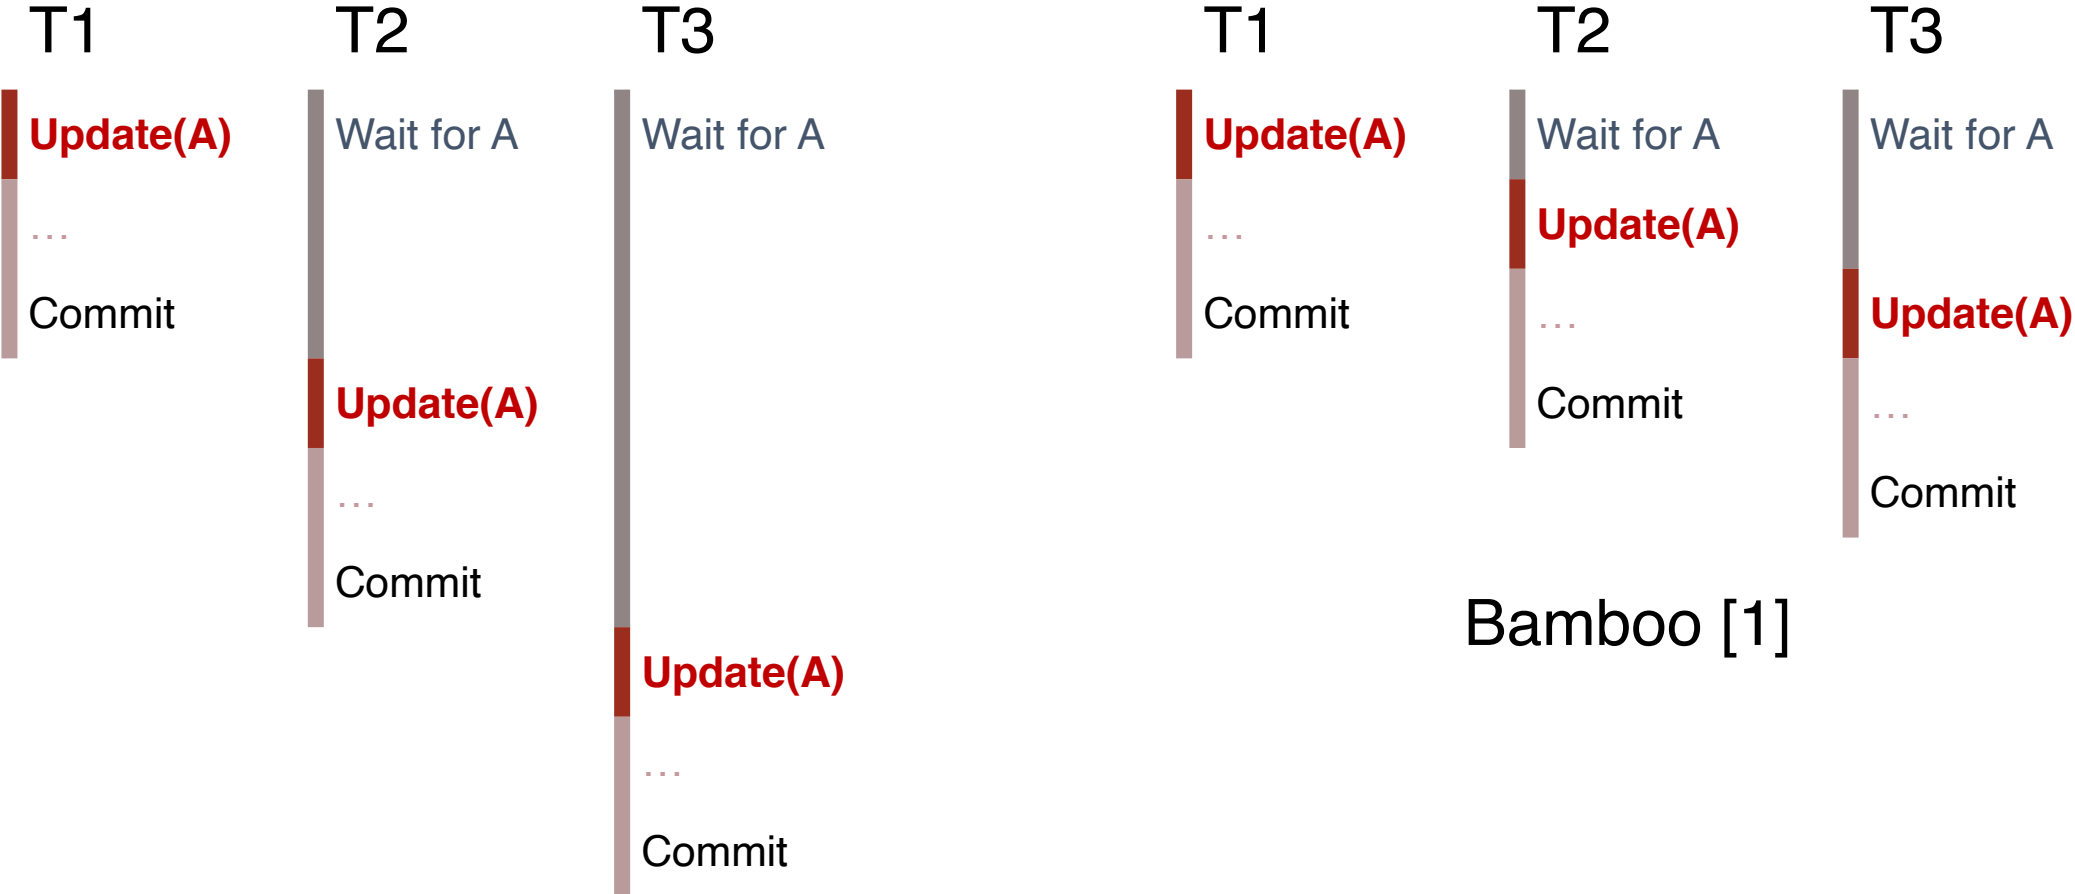 T1
Update(A)
...
Commit
T2
Wait for A
Update(A)
...
Commit
T3
Wait for A
Update(A)
...
Commit
T1
Update(A)
...
Commit
T2
Wait for A
Update(A)
...
Commit
T3
Wait for A
Update(A)
...
Commit
Bamboo [1]